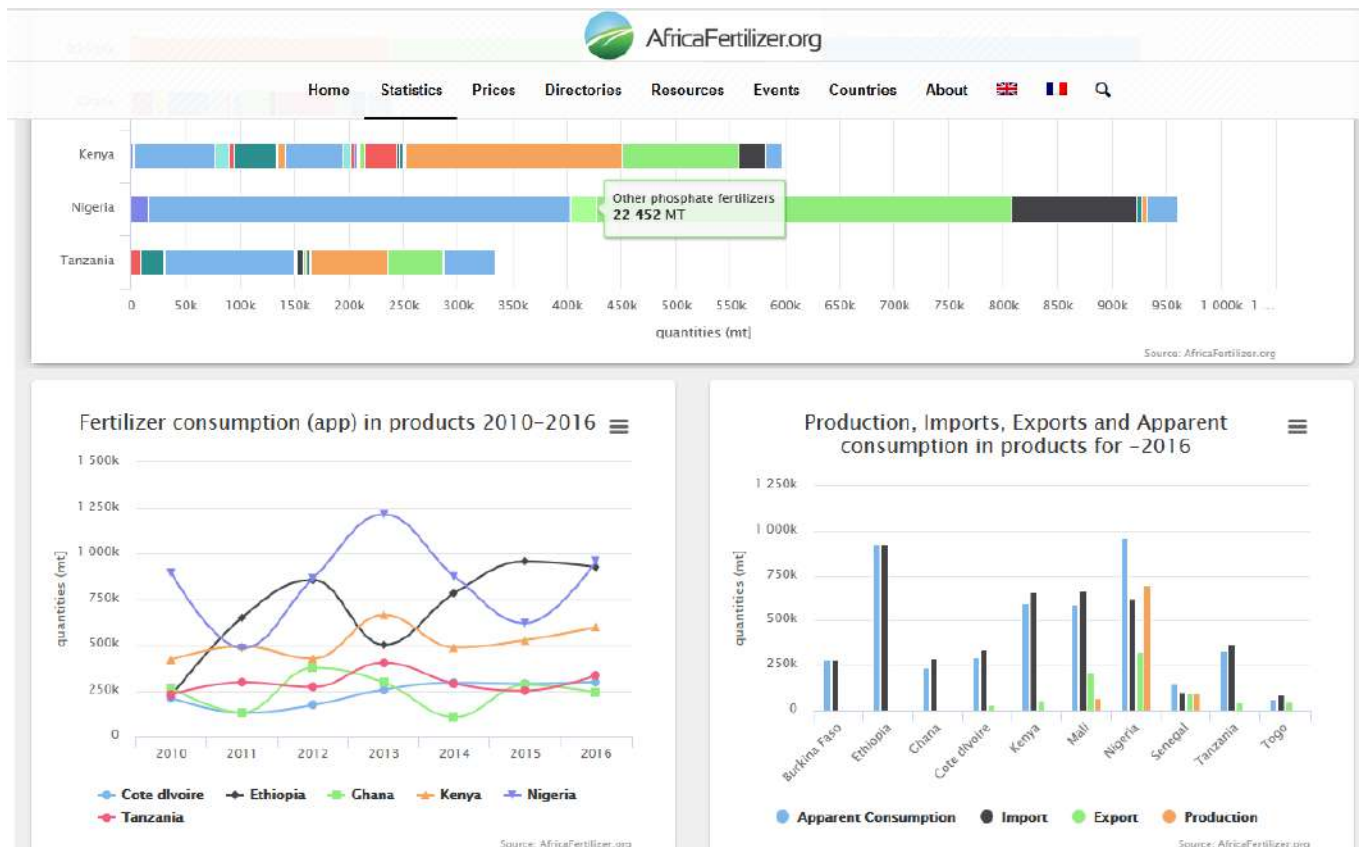 AfricaFertilizer.org
Home Statistics Prices Directories Resources Events Countries About
Kenya
Nigeria
Tanzania
Other phosphate fertilizers
22 452 MT
0 50k 100k 150k 200k 250k 300k 350k 400k 450k 500k 550k 600k 650k 700k 750k 800k 850k 900k 950k 1 000k 1 ...
quantities (mt)
Source: AfricaFertilizer.org
Fertilizer consumption (app) in products 2010-2016
1 500k
1 250k
1 000k
750k
500k
250k
0
quantities (mt)
2010 2011 2012 2013 2014 2015 2016
Cote dIvoire Ethiopia Ghana Kenya Nigeria
Tanzania
Source: AfricaFertilizer.org
Production, Imports, Exports and Apparent
consumption in products for -2016
1 250k
1 000k
750k
500k
250k
0
quantities (mt)
Burkina Faso Ethiopia Ghana Cote dIvoire Kenya Mali Nigeria Senegal Tanzania Togo
Apparent Consumption Import Export Production
Source: AfricaFertilizer.org